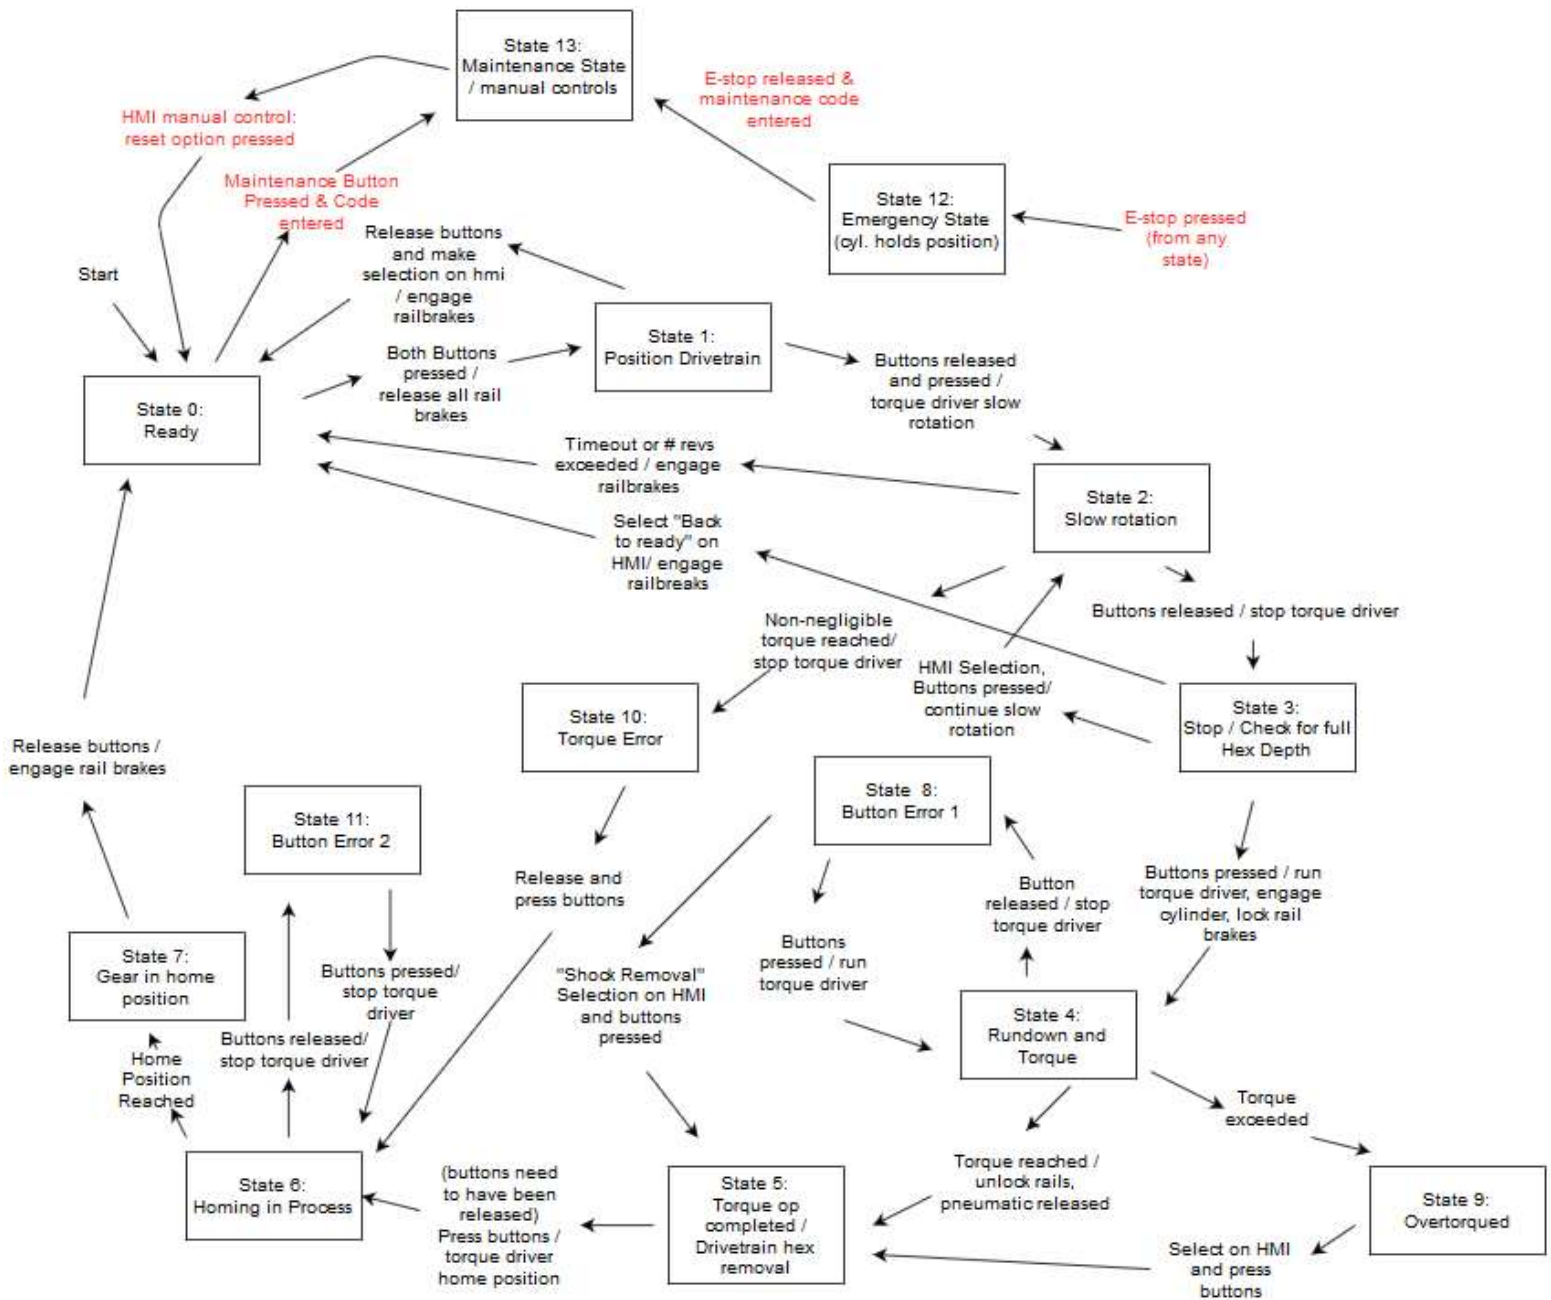 State 13:
Maintenance State
/ manual controls
E-stop released &
maintenance code
entered
HMI manual control:
reset option pressed
Maintenance Button
Pressed & Code
entered
State 12:
Emergency State
(cyl. holds position)
E-stop pressed
(from any
state)
Start
Release buttons
and make
selection on hmi
/ engage
railbrakes
State 1:
Position Drivetrain
Both Buttons
pressed /
release all rail
brakes
Buttons released
and pressed /
torque driver slow
rotation
State 0:
Ready
Timeout or # revs
exceeded / engage
railbrakes
State 2:
Slow rotation
Select "Back
to ready" on
HMI/ engage
railbreaks
Buttons released / stop torque driver
Non-negligible
torque reached/
stop torque driver
HMI Selection,
Buttons pressed/
continue slow
rotation
State 3:
Stop / Check for full
Hex Depth
State 10:
Torque Error
Release buttons /
engage rail brakes
State 11:
Button Error 2
State 8:
Button Error 1
Release and
press buttons
Button
released / stop
torque driver
Buttons pressed / run
torque driver, engage
cylinder, lock rail
brakes
State 7:
Gear in home
position
Buttons pressed/
stop torque
driver
"Shock Removal"
Selection on HMI
and buttons
pressed
Buttons
pressed / run
torque driver
State 4:
Rundown and
Torque
Home
Position
Reached
Buttons released/
stop torque driver
Torque
exceeded
State 6:
Homing in Process
(buttons need
to have been
released)
Press buttons /
torque driver
home position
State 5:
Torque op
completed /
Drivetrain hex
removal
Torque reached /
unlock rails,
pneumatic released
State 9:
Overtorqued
Select on HMI
and press
buttons